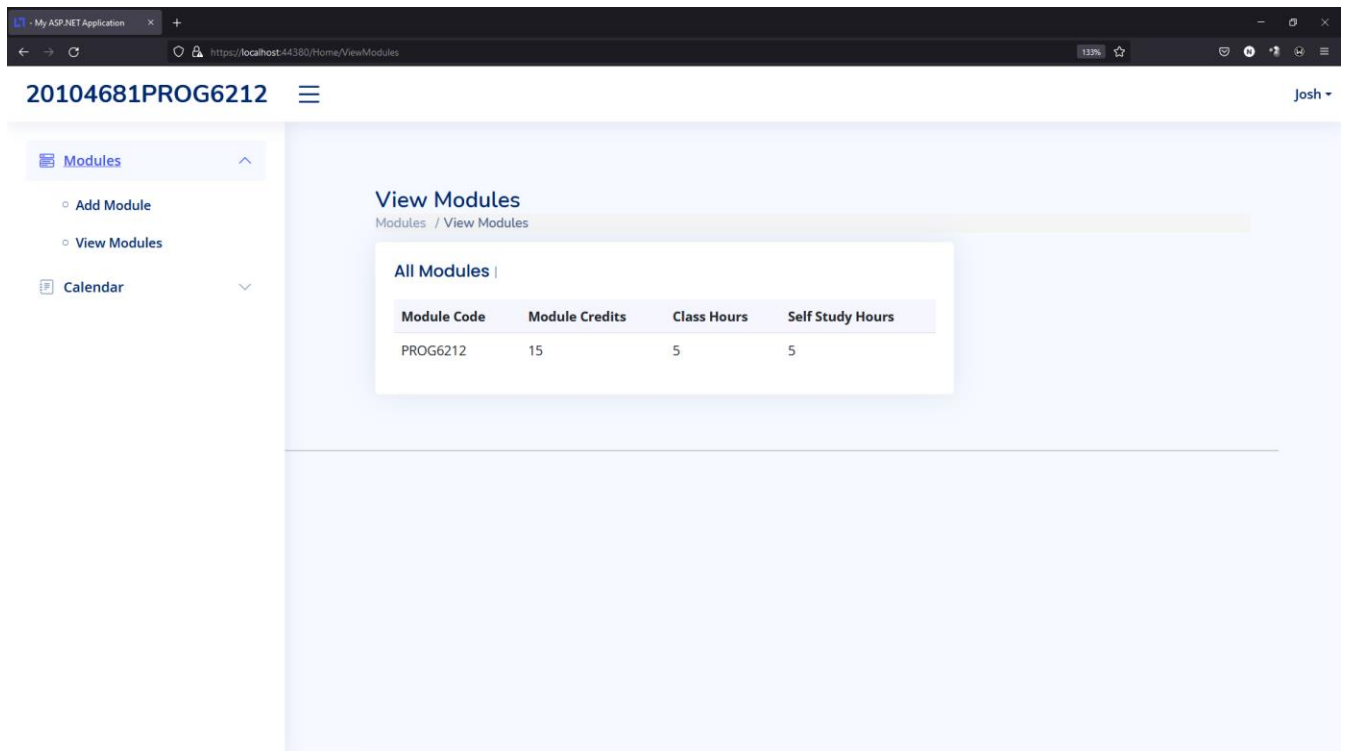 - My ASP.NET Application
https://localhost:44380/Home/ViewModules 133%
20104681PROG6212 Josh
Modules
Add Module
View Modules
Calendar
View Modules
Modules / View Modules
All Modules |
Module Code Module Credits Class Hours Self Study Hours
PROG6212 15 5 5